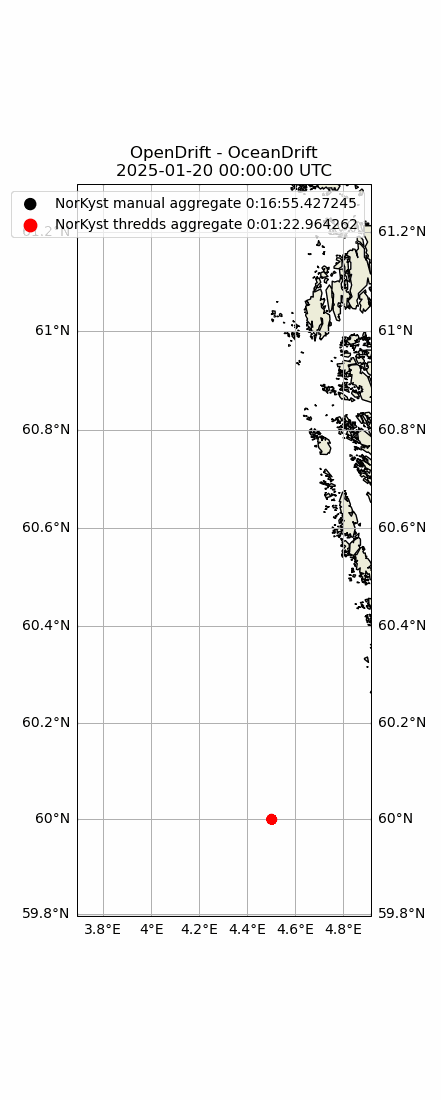 OpenDrift - OceanDrift
2025-01-20 00:00:00 UTC
NorKyst manual aggregate 0:16:55.427245
NorKyst thredds aggregate 0:01:22.964262
61.2°N 61.2°N
61°N 61°N
60.8°N 60.8°N
60.6°N 60.6°N
60.4°N 60.4°N
60.2°N 60.2°N
60°N 60°N
59.8°N 59.8°N
3.8°E 4°E 4.2°E 4.4°E 4.6°E 4.8°E